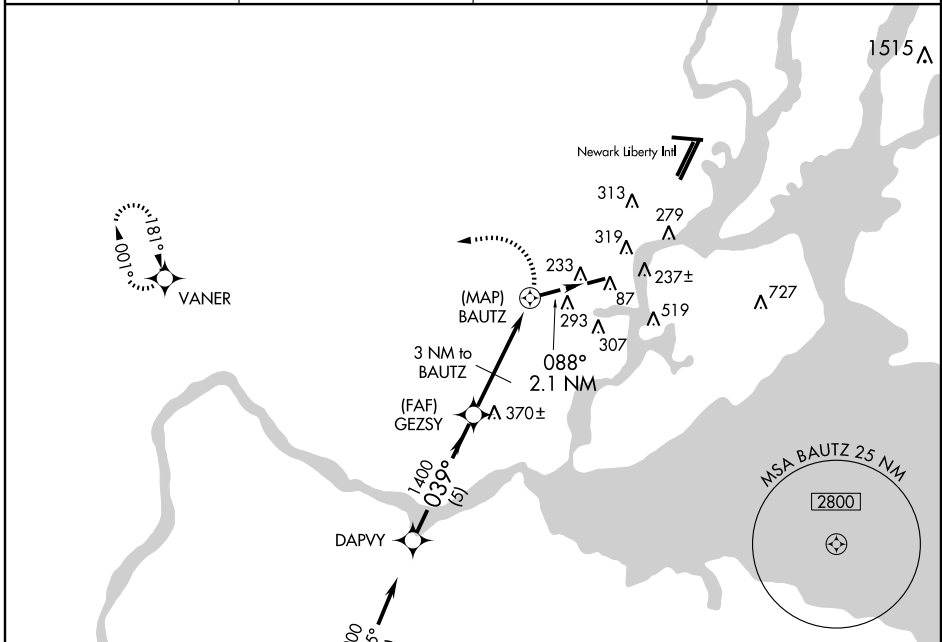 1515
Newark Liberty Intl
313
279
319
181°
001°
VANER
233
237±
(MAP)
BAUTZ
87
727
293
519
307
3 NM to
BAUTZ
088°
2.1 NM
(FAF)
GEZSY
370±
MSA BAUTZ 25 NM
1400
039°
(5)
2800
DAPVY